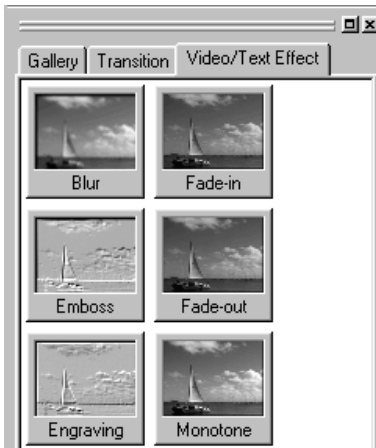 Gallery Transition Video/Text Effect
Blur Fade-in
Emboss Fade-out
Engraving Monotone